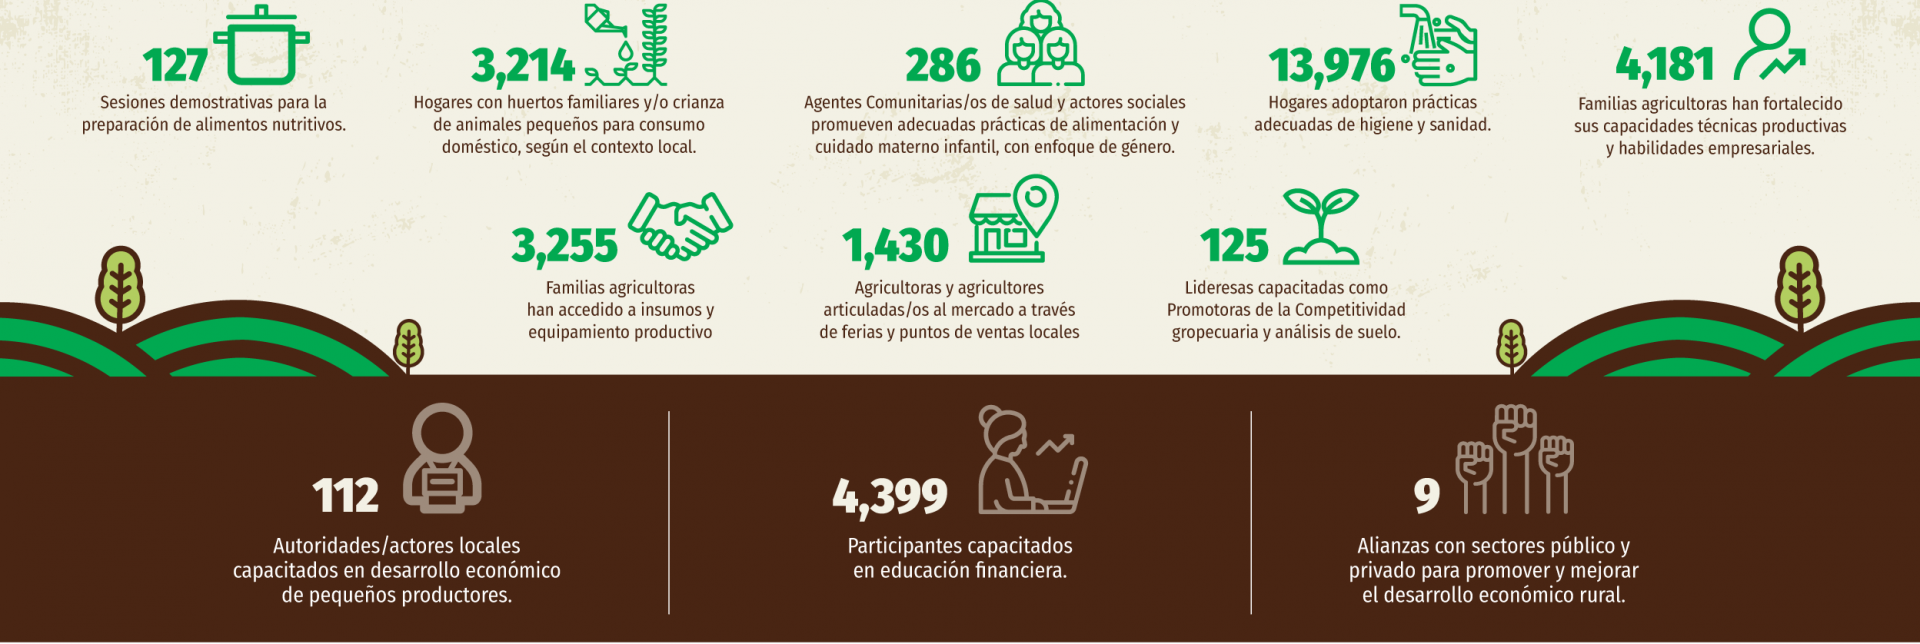 127
Sesiones demostrativas para la
preparación de alimentos nutritivos.
3,214
Hogares con huertos familiares y/o crianza
de animales pequeños para consumo
doméstico, según el contexto local.
286
Agentes Comunitarias/os de salud y actores sociales
promueven adecuadas prácticas de alimentación y
cuidado materno infantil, con enfoque de género.
13,976
Hogares adoptaron prácticas
adecuadas de higiene y sanidad.
4,181
Familias agricultoras han fortalecido
sus capacidades técnicas productivas
y habilidades empresariales.
3,255
Familias agricultoras
han accedido a insumos y
equipamiento productivo
1,430
Agricultoras y agricultores
articuladas/os al mercado a través
de ferias y puntos de ventas locales
125
Lideresas capacitadas como
Promotoras de la Competitividad
gropecuaria y análisis de suelo.
112
Autoridades/actores locales
capacitados en desarrollo económico
de pequeños productores.
4,399
Participantes capacitados
en educación financiera.
9
Alianzas con sectores público y
privado para promover y mejorar
el desarrollo económico rural.